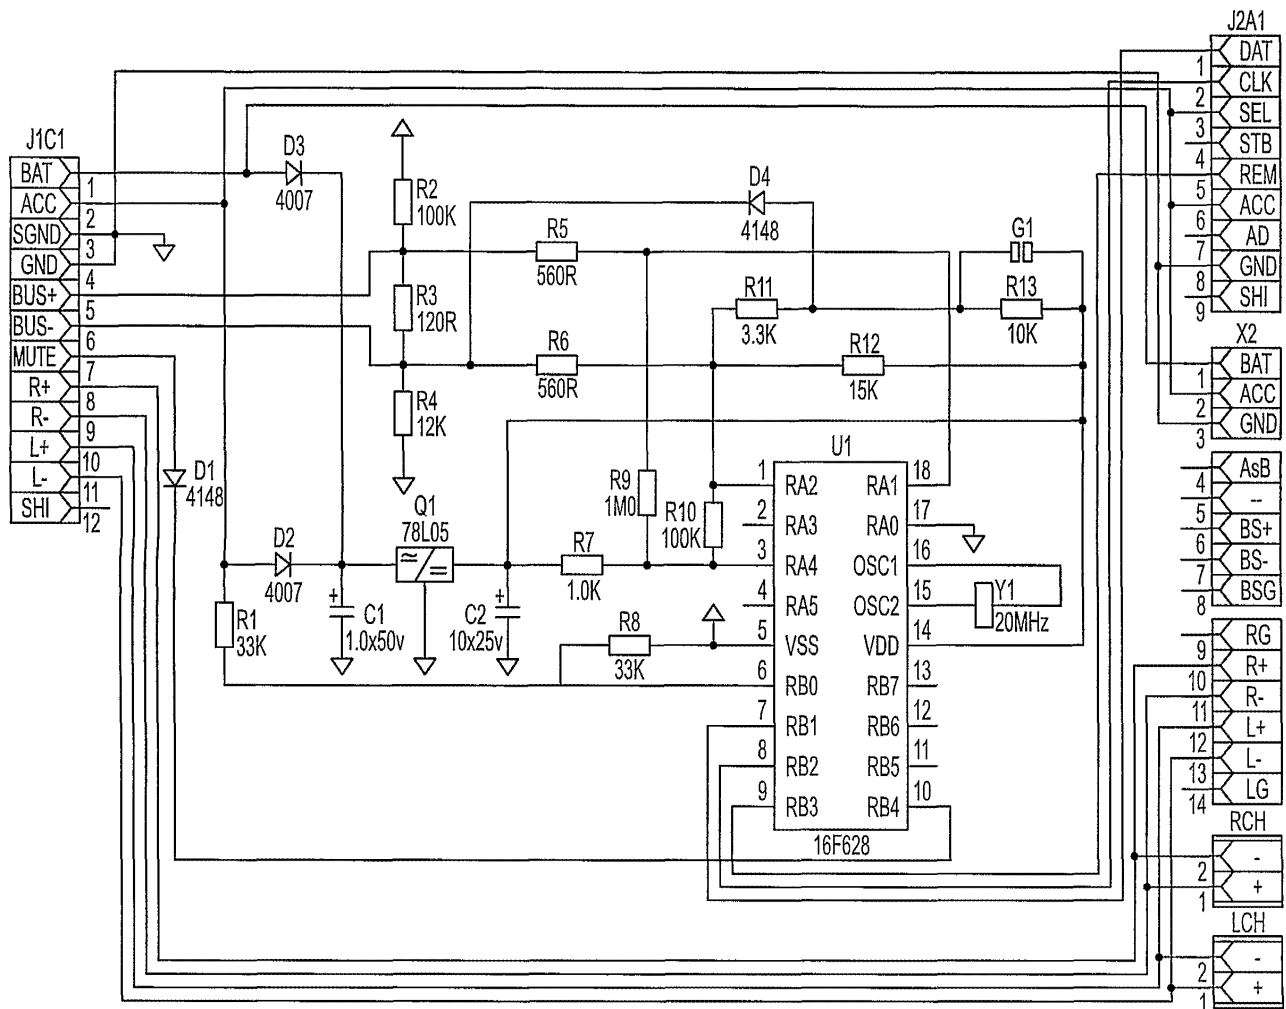 J2A1
DAT
1
CLK
2
SEL
3
STB
4
REM
5
ACC
6
AD
7
GND
8
SHI
9
X2
BAT
1
ACC
2
GND
3
AsB
4
--
5
BS+
6
BS-
7
BSG
8
RG
9
R+
10
R-
11
L+
12
L-
13
LG
14
RCH
-
2
+
1
LCH
-
2
+
1
J1C1
BAT
1
ACC
2
SGND
3
GND
4
BUS+
5
BUS-
6
MUTE
7
R+
8
R-
9
L+
10
L-
11
SHI
12
D3
4007
R2
100K
D4
4148
R5
560R
G1
R3
120R
R11
3.3K
R13
10K
R6
560R
R12
15K
R4
12K
D1
4148
Q1
78L05
R9
1M0
R10
100K
D2
4007
R7
1.0K
R1
33K
+
C1
1.0x50v
+
C2
10x25v
R8
33K
U1
1
RA2
RA1
18
2
RA3
RA0
17
3
RA4
OSC1
16
4
RA5
OSC2
15
5
VSS
VDD
14
6
RB0
RB7
13
7
RB1
RB6
12
8
RB2
RB5
11
9
RB3
RB4
10
16F628
Y1
20MHz